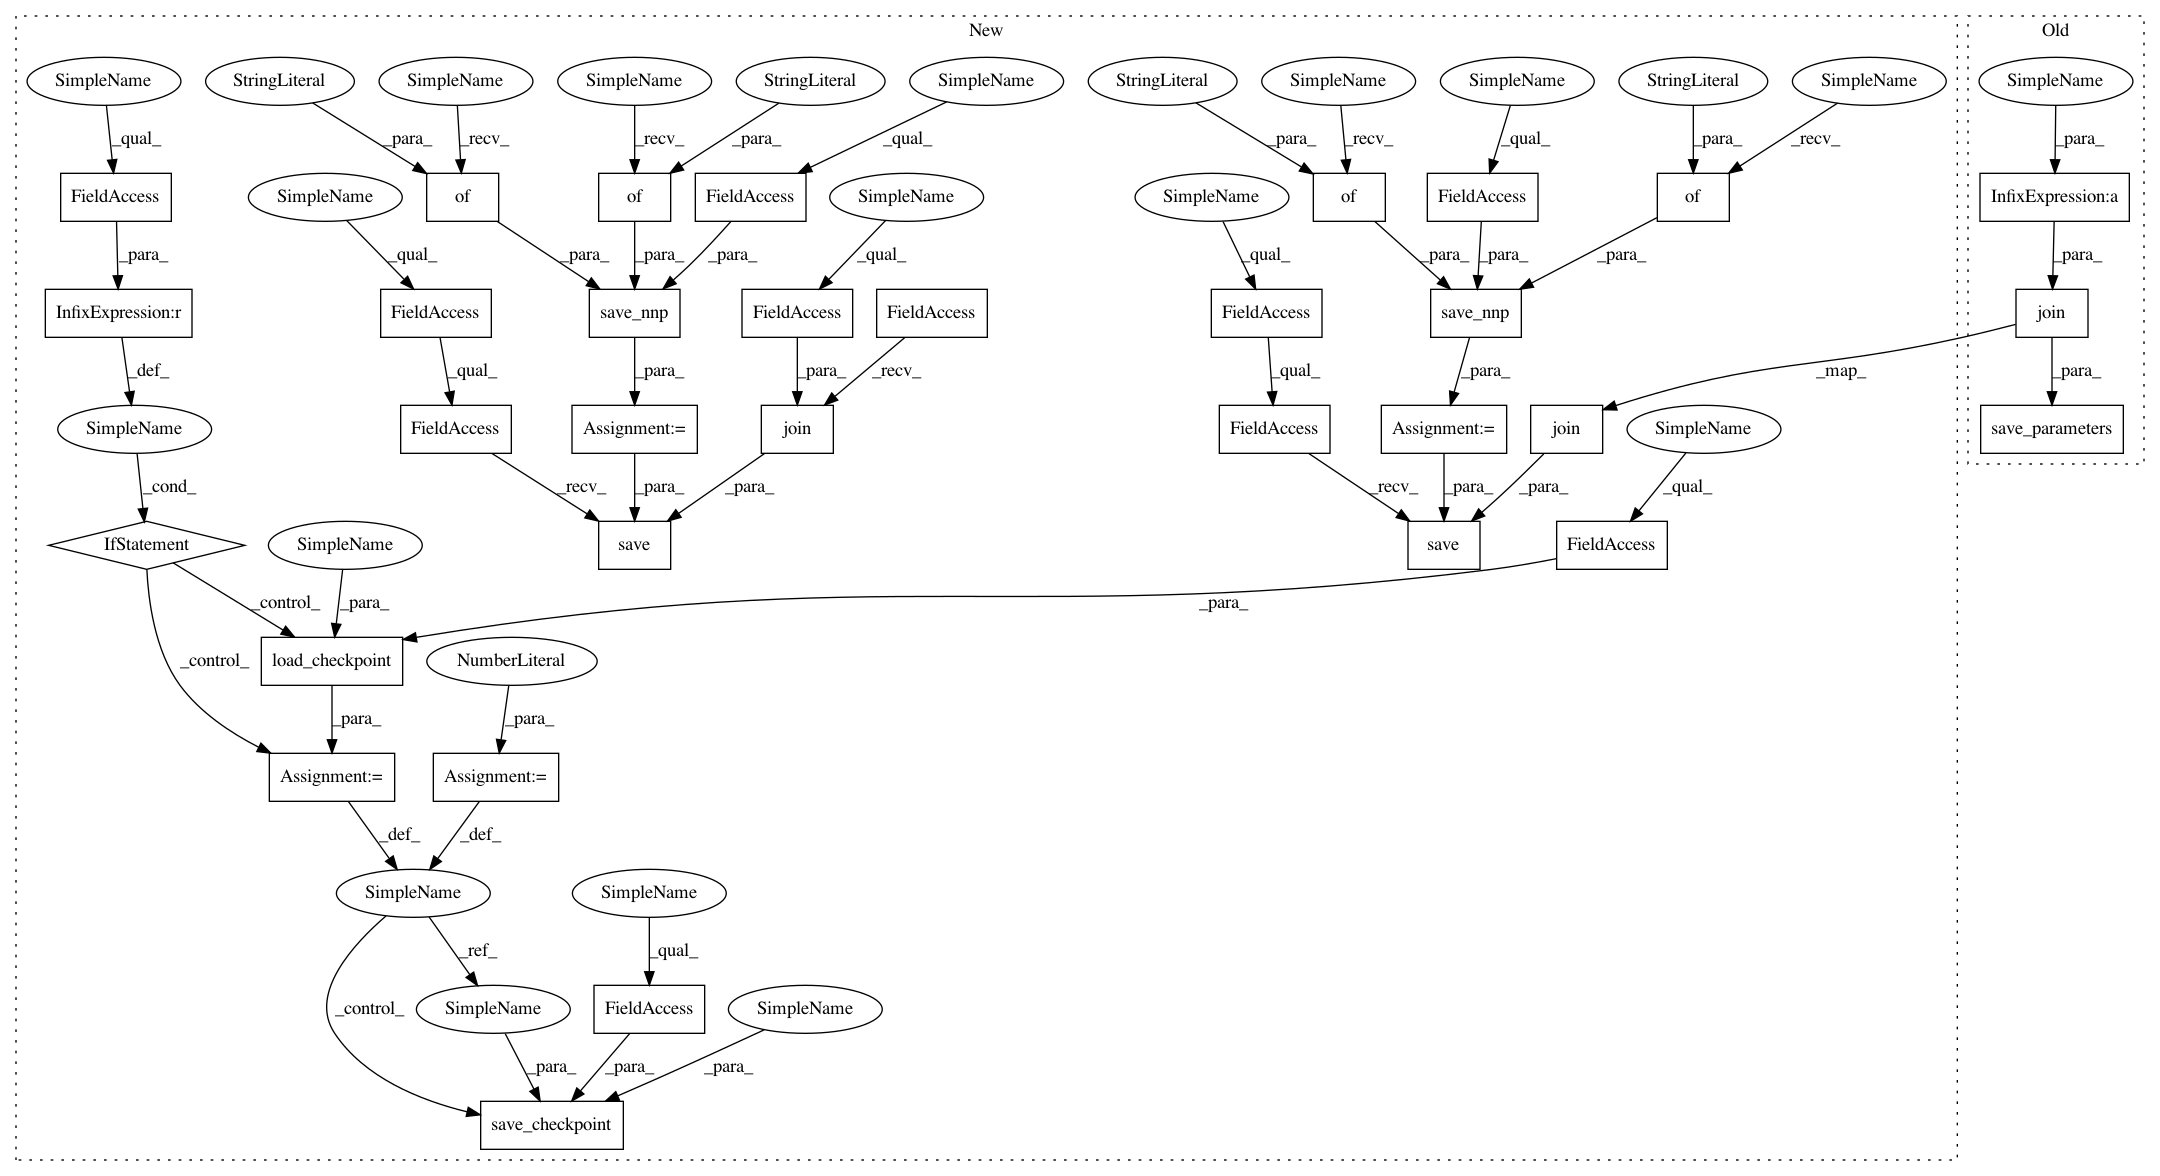 New
Old
SimpleName
StringLiteral
SimpleName
SimpleName
StringLiteral
SimpleName
StringLiteral
SimpleName
SimpleName
StringLiteral
SimpleName
SimpleName
_qual_
_para_
_recv_
_recv_
_para_
_qual_
_para_
_recv_
_qual_
_para_
_recv_
_para_
FieldAccess
SimpleName
of
of
FieldAccess
SimpleName
SimpleName
of
FieldAccess
of
InfixExpression:a
_para_
_qual_
_para_
_para_
_para_
_qual_
_qual_
_para_
_para_
_para_
_para_
InfixExpression:r
FieldAccess
save_nnp
FieldAccess
FieldAccess
FieldAccess
save_nnp
join
_def_
_qual_
_para_
_para_
_recv_
_qual_
_para_
_map_
_para_
SimpleName
FieldAccess
Assignment:=
join
FieldAccess
Assignment:=
join
SimpleName
save_parameters
_cond_
_recv_
_para_
_para_
_recv_
_para_
_para_
_qual_
IfStatement
SimpleName
save
save
FieldAccess
_control_
_para_
_para_
_control_
load_checkpoint
NumberLiteral
_para_
_para_
Assignment:=
Assignment:=
_def_
_def_
SimpleName
SimpleName
_ref_
_qual_
_control_
SimpleName
FieldAccess
SimpleName
_para_
_para_
_para_
save_checkpoint